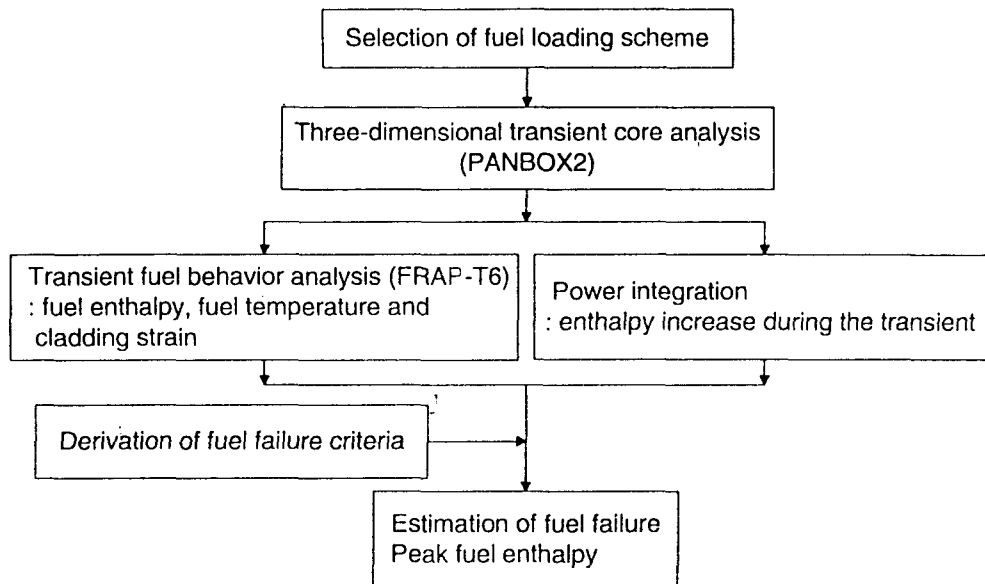 Selection of fuel loading scheme
Three-dimensional transient core analysis
(PANBOX2)
Transient fuel behavior analysis (FRAP-T6)
: fuel enthalpy, fuel temperature and
cladding strain
Power integration
: enthalpy increase during the transient
Derivation of fuel failure criteria
Estimation of fuel failure
Peak fuel enthalpy